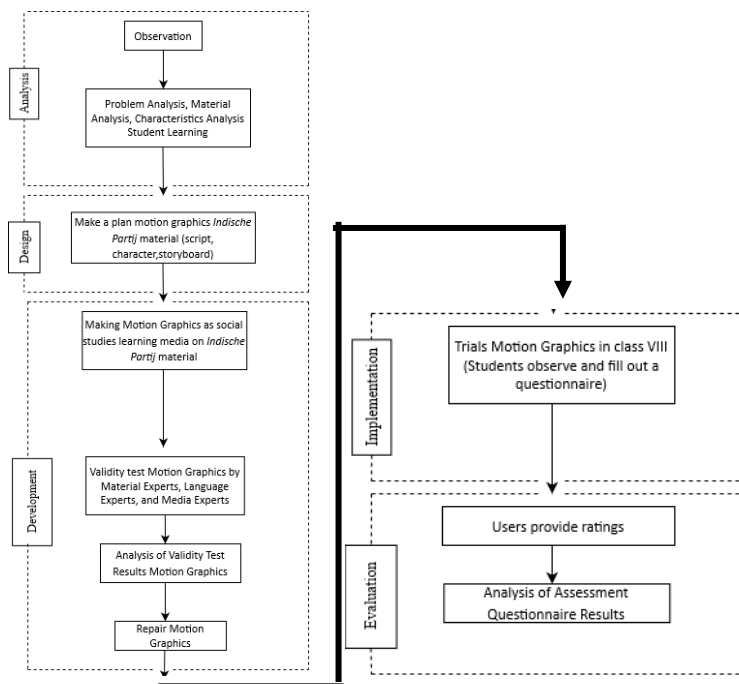 Analysis
Observation
Problem Analysis, Material
Analysis, Characteristics Analysis
Student Learning
Design
Make a plan motion graphics Indische
Partij material (script,
character,storyboard)
Development
Making Motion Graphics as social
studies learning media on Indische
Partij material
Validity test Motion Graphics by
Material Experts, Language
Experts, and Media Experts
Analysis of Validity Test
Results Motion Graphics
Repair Motion
Graphics
Implementation
Trials Motion Graphics in class VIII
(Students observe and fill out a
questionnaire)
Evaluation
Users provide ratings
Analysis of Assessment
Questionnaire Results